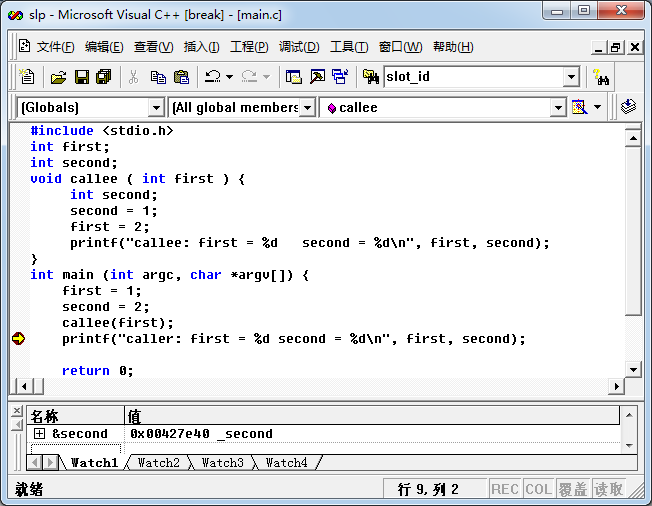 slp - Microsoft Visual C++ [break] - [main.c]
文件(F) 编辑(E) 查看(V) 插入(I) 工程(P) 调试(D) 工具(T) 窗口(W) 帮助(H)
slot_id
(Globals) (All global members callee
#include <stdio.h>
int first;
int second;
void callee ( int first ) {
     int second;
     second = 1;
     first = 2;
     printf("callee: first = %d   second = %d\n", first, second);
}
int main (int argc, char *argv[]) {
    first = 1;
    second = 2;
    callee(first);
    printf("caller: first = %d second = %d\n", first, second);
    return 0;
名称 值
&second 0x00427e40 _second
Watch1 Watch2 Watch3 Watch4
就绪 行 9, 列 2 REC COL 覆盖 读取